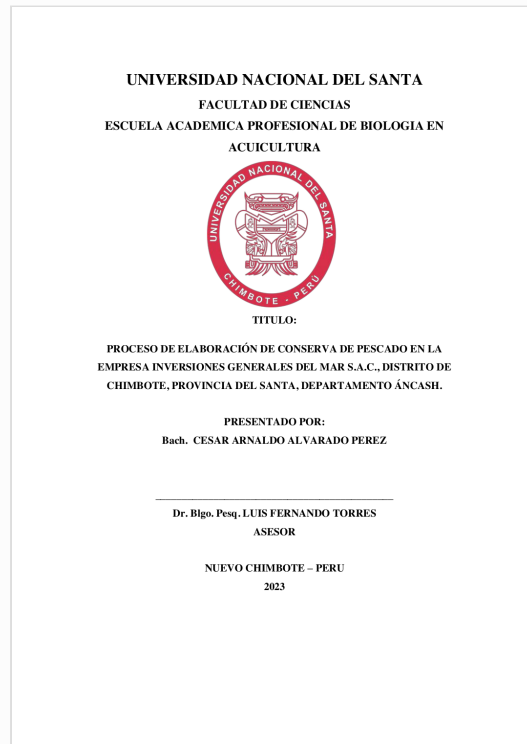 UNIVERSIDAD NACIONAL DEL SANTA
FACULTAD DE CIENCIAS
ESCUELA ACADEMICA PROFESIONAL DE BIOLOGIA EN
ACUICULTURA
UNIVERSIDAD NACIONAL DEL SANTA
CHIMBOTE - PERÚ
TITULO:
PROCESO DE ELABORACIÓN DE CONSERVA DE PESCADO EN LA
EMPRESA INVERSIONES GENERALES DEL MAR S.A.C., DISTRITO DE
CHIMBOTE, PROVINCIA DEL SANTA, DEPARTAMENTO ÁNCASH.
PRESENTADO POR:
Bach. CESAR ARNALDO ALVARADO PEREZ
Dr. Blgo. Pesq. LUIS FERNANDO TORRES
ASESOR
NUEVO CHIMBOTE – PERU
2023